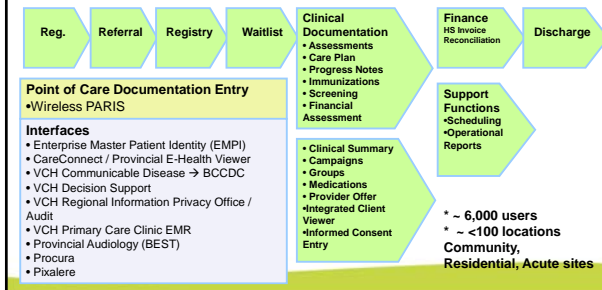 Reg.
Referral
Registry
Waitlist
Clinical
Documentation
• Assessments
• Care Plan
• Progress Notes
• Immunizations
• Screening
• Financial
Assessment
Finance
HS Invoice
Reconciliation
Discharge
Point of Care Documentation Entry
•Wireless PARIS
Interfaces
• Enterprise Master Patient Identity (EMPI)
• CareConnect / Provincial E-Health Viewer
• VCH Communicable Disease → BCCDC
• VCH Decision Support
• VCH Regional Information Privacy Office /
Audit
• VCH Primary Care Clinic EMR
• Provincial Audiology (BEST)
• Procura
• Pixalere
• Clinical Summary
• Campaigns
• Groups
• Medications
• Provider Offer
•Integrated Client
Viewer
•Informed Consent
Entry
Support
Functions
•Scheduling
•Operational
Reports
* ~ 6,000 users
* ~ <100 locations
Community,
Residential, Acute sites